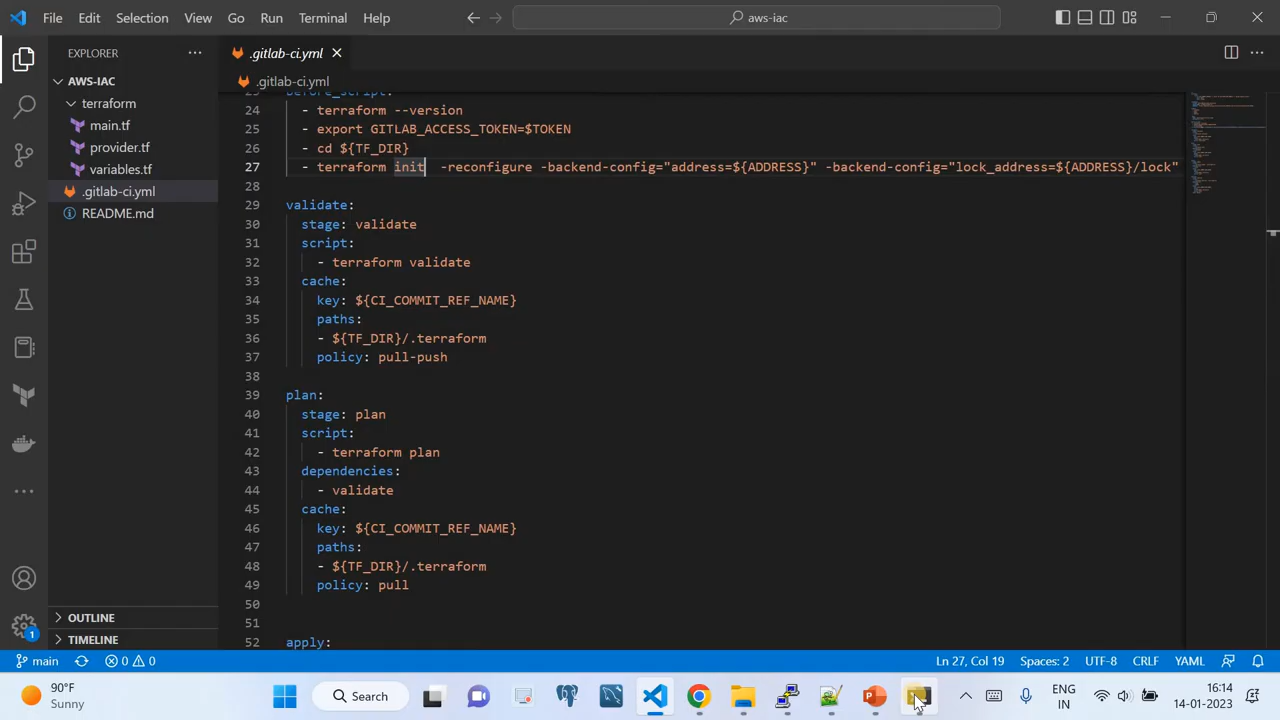 File Edit Selection View Go Run Terminal Help
aws-iac
EXPLORER
AWS-IAC
terraform
main.tf
provider.tf
variables.tf
.gitlab-ci.yml
README.md
OUTLINE
TIMELINE
1
.gitlab-ci.yml
.gitlab-ci.yml
23 before_script:
24 - terraform --version
25 - export GITLAB_ACCESS_TOKEN=$TOKEN
26 - cd ${TF_DIR}
27 - terraform init -reconfigure -backend-config="address=${ADDRESS}" -backend-config="lock_address=${ADDRESS}/lock"
28
29 validate:
30 stage: validate
31 script:
32 - terraform validate
33 cache:
34 key: ${CI_COMMIT_REF_NAME}
35 paths:
36 - ${TF_DIR}/.terraform
37 policy: pull-push
38
39 plan:
40 stage: plan
41 script:
42 - terraform plan
43 dependencies:
44 - validate
45 cache:
46 key: ${CI_COMMIT_REF_NAME}
47 paths:
48 - ${TF_DIR}/.terraform
49 policy: pull
50
51
52 apply:
main 0 0 Ln 27, Col 19 Spaces: 2 UTF-8 CRLF YAML
90°F
Sunny
Search
ENG
IN
16:14
14-01-2023